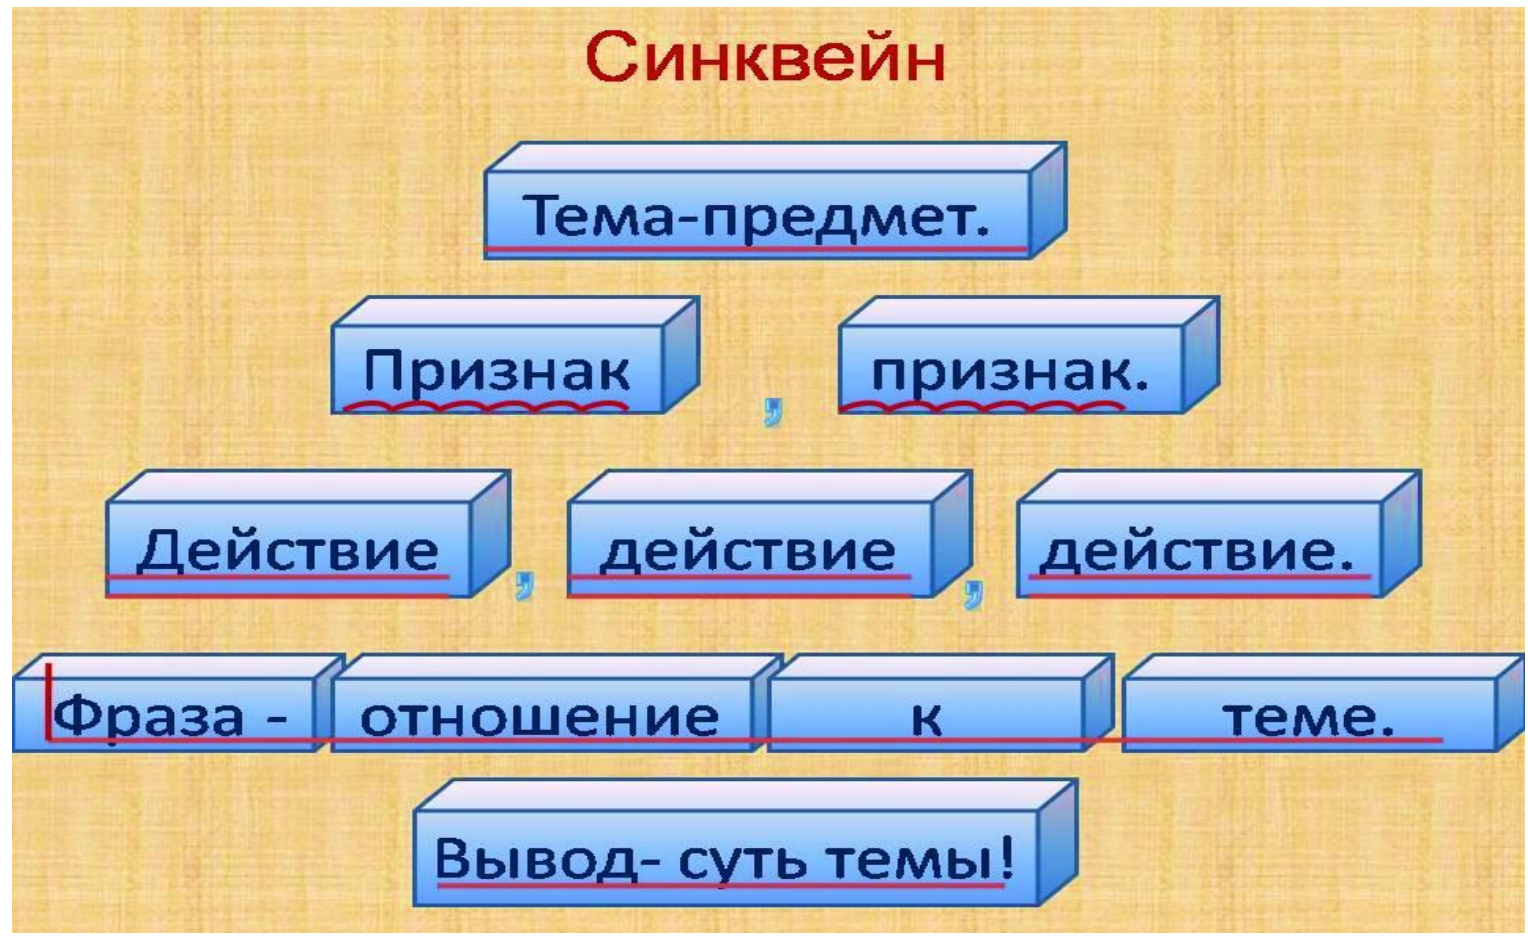 Синквейн
Тема-предмет.
Признак , признак.
Действие , действие , действие.
Фраза - отношение к теме.
Вывод- суть темы!